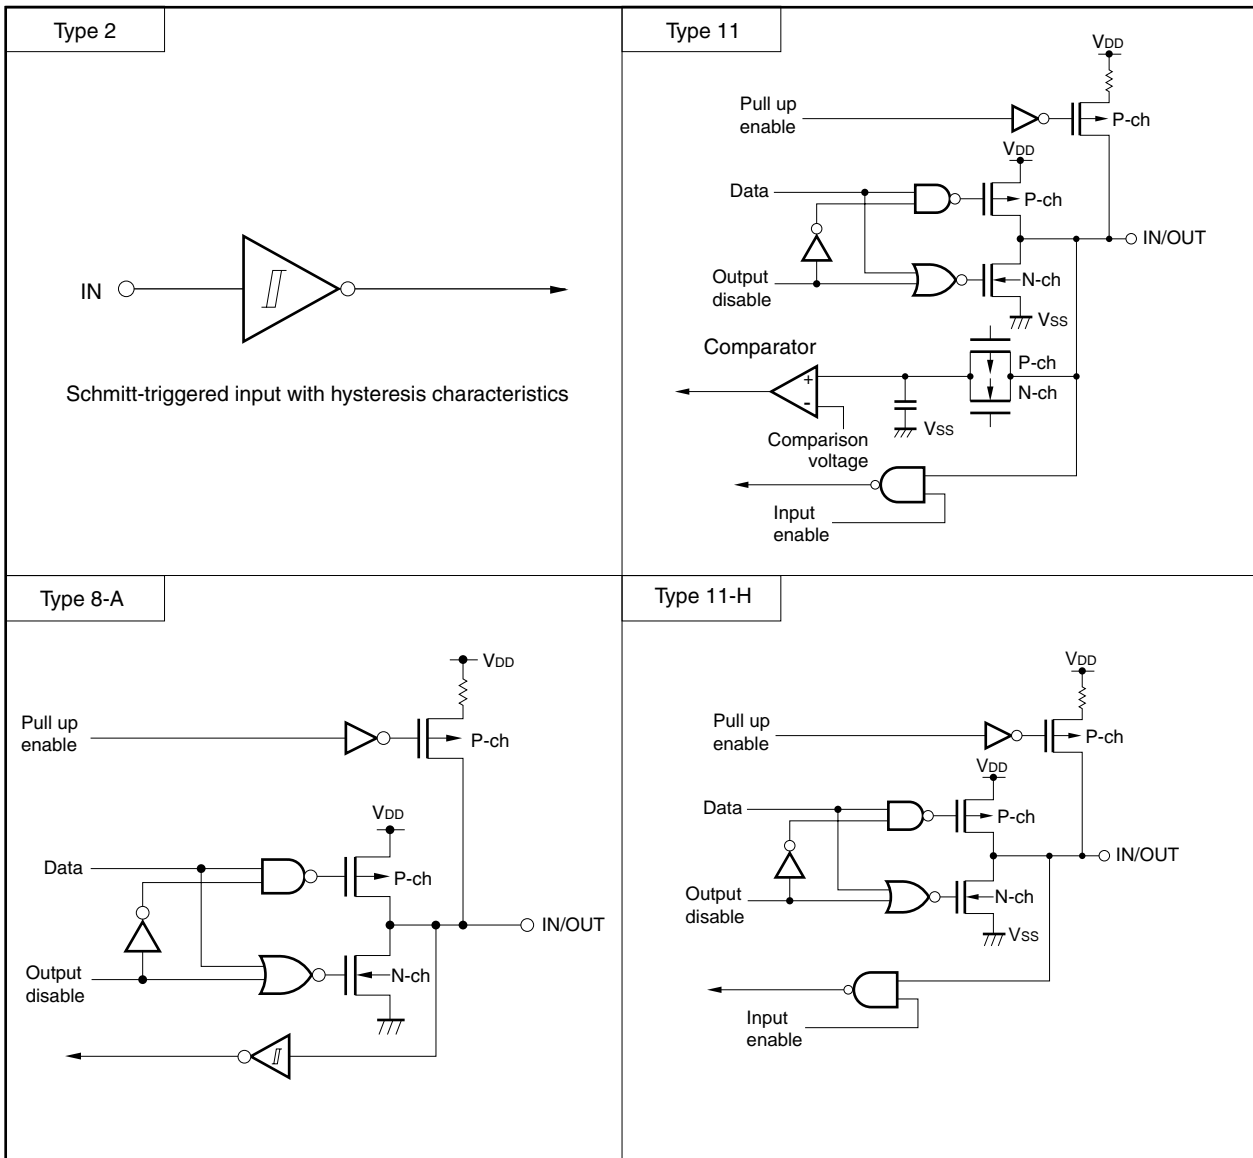 Type 2
IN
Schmitt-triggered input with hysteresis characteristics
Type 11
VDD
Pull up
enable
P-ch
VDD
Data
P-ch
IN/OUT
Output
disable
N-ch
VSS
Comparator
P-ch
N-ch
+
-
VSS
Comparison
voltage
Input
enable
Type 8-A
VDD
Pull up
enable
P-ch
VDD
Data
P-ch
IN/OUT
Output
disable
N-ch
Type 11-H
VDD
Pull up
enable
P-ch
VDD
Data
P-ch
IN/OUT
Output
disable
N-ch
VSS
Input
enable